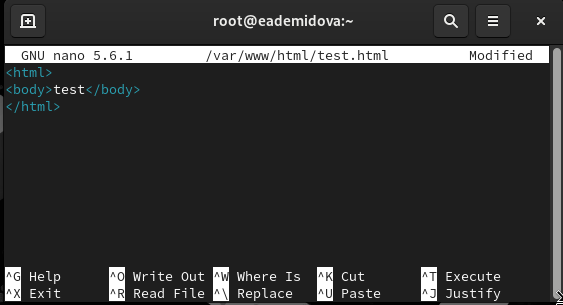 root@eademidova:~
GNU nano 5.6.1 /var/www/html/test.html Modified
<html>
<body>test</body>
</html>
^G Help ^O Write Out ^W Where Is ^K Cut ^T Execute
^X Exit ^R Read File ^\ Replace ^U Paste ^J Justify